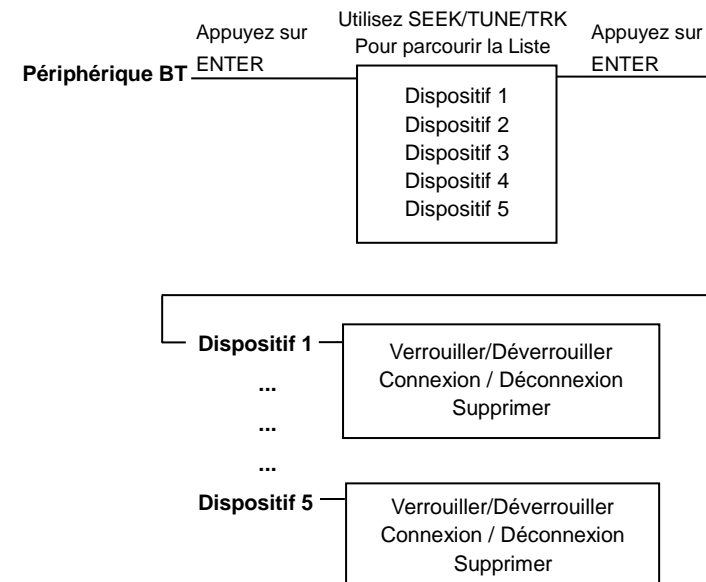 Périphérique BT
Appuyez sur
ENTER
Utilisez SEEK/TUNE/TRK
Pour parcourir la Liste
Dispositif 1
Dispositif 2
Dispositif 3
Dispositif 4
Dispositif 5
Appuyez sur
ENTER
Dispositif 1
Verrouiller/Déverrouiller
Connexion / Déconnexion
Supprimer
...
...
...
Dispositif 5
Verrouiller/Déverrouiller
Connexion / Déconnexion
Supprimer